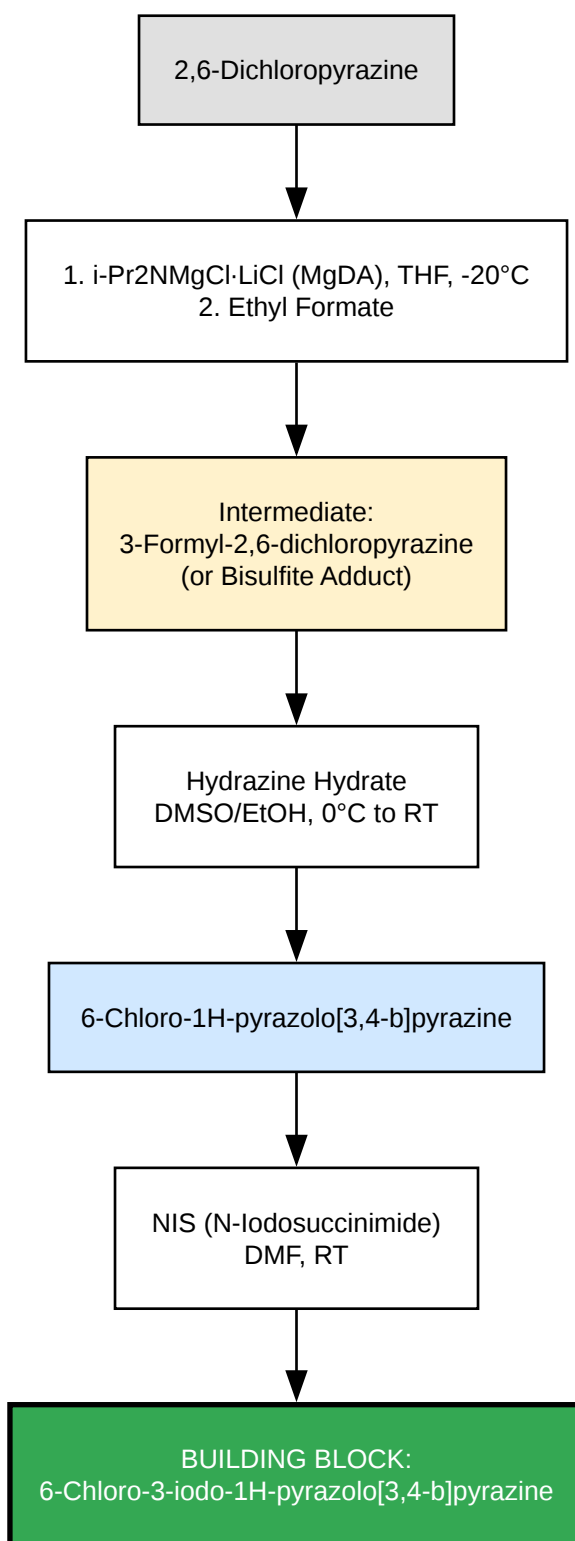 2,6-Dichloropyrazine
1. i-Pr2NMgCl·LiCl (MgDA), THF, -20°C
2. Ethyl Formate
Intermediate:
3-Formyl-2,6-dichloropyrazine
(or Bisulfite Adduct)
Hydrazine Hydrate
DMSO/EtOH, 0°C to RT
6-Chloro-1H-pyrazolo[3,4-b]pyrazine
NIS (N-Iodosuccinimide)
DMF, RT
BUILDING BLOCK:
6-Chloro-3-iodo-1H-pyrazolo[3,4-b]pyrazine